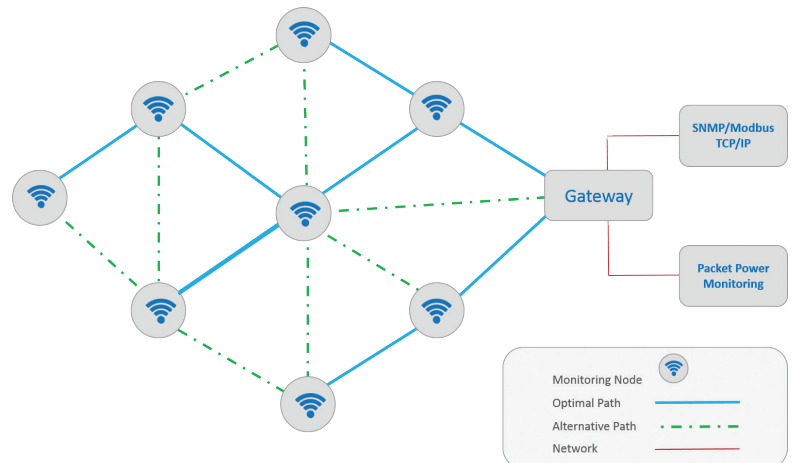 SNMP/Modbus
TCP/IP
Gateway
Packet Power
Monitoring
Monitoring Node
Optimal Path
Alternative Path
Network